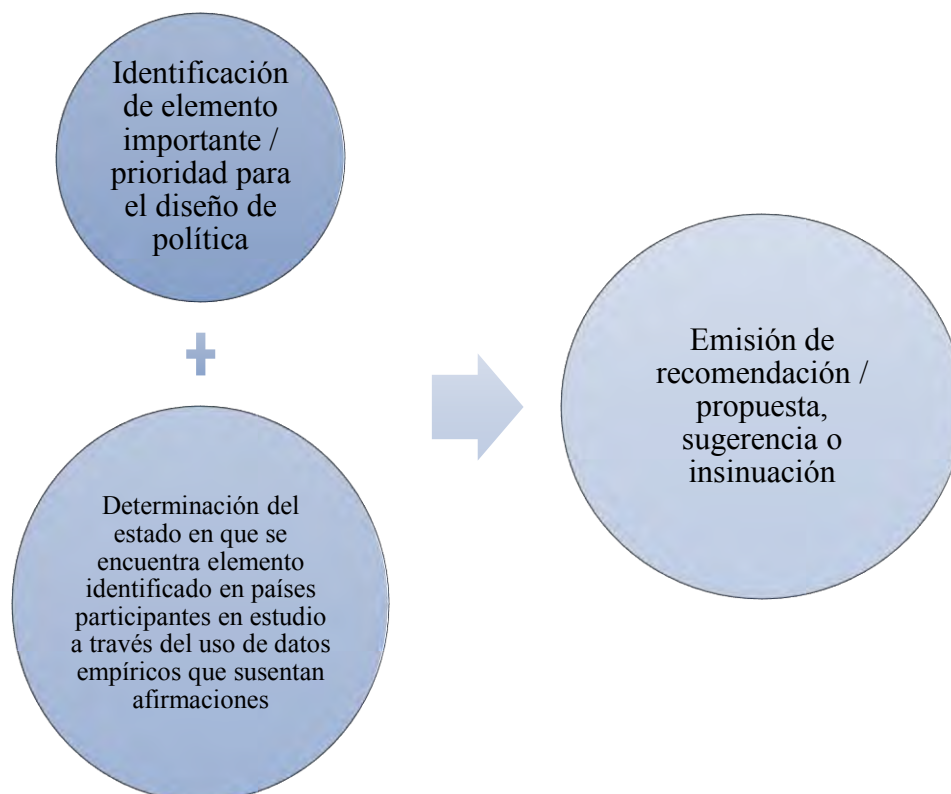 Identificación
de elemento
importante /
prioridad para
el diseño de
política
+
Determinación del
estado en que se
encuentra elemento
identificado en países
participantes en estudio
a través del uso de datos
empíricos que susentan
afirmaciones
Emisión de
recomendación /
propuesta,
sugerencia o
insinuación